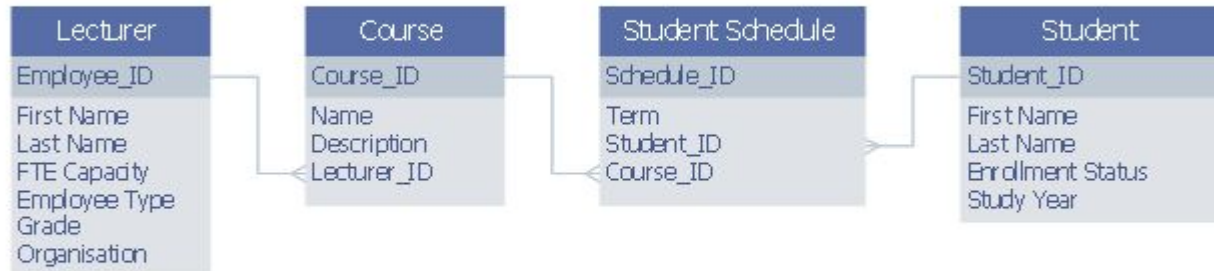 Lecturer
Employee_ID
First Name
Last Name
FTE Capacity
Employee Type
Grade
Organisation
Course
Course_ID
Name
Description
Lecturer_ID
Student Schedule
Schedule_ID
Term
Student_ID
Course_ID
Student
Student_ID
First Name
Last Name
Enrollment Status
Study Year